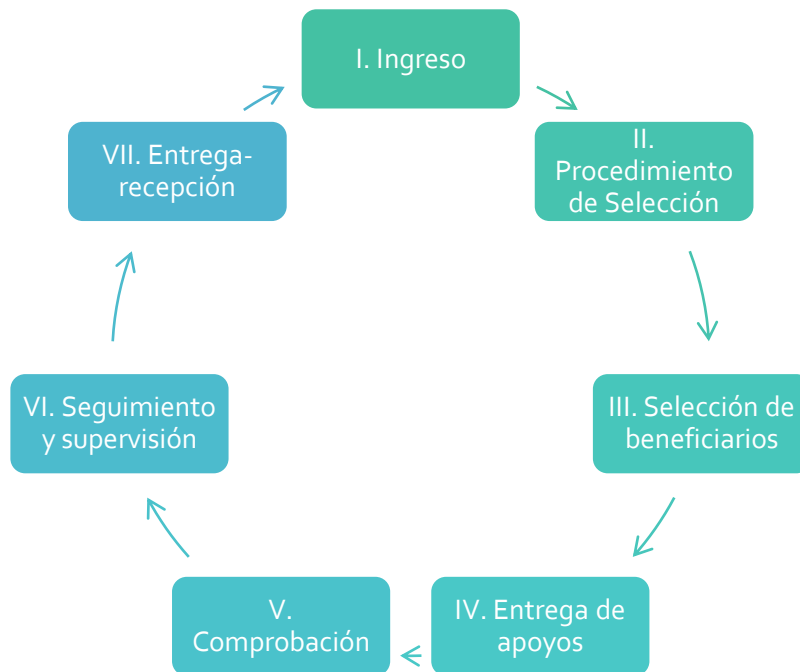 I. Ingreso
II.
Procedimiento
de Selección
III. Selección de
beneficiarios
IV. Entrega de
apoyos
V.
Comprobación
VI. Seguimiento
y supervisión
VII. Entrega-
recepción